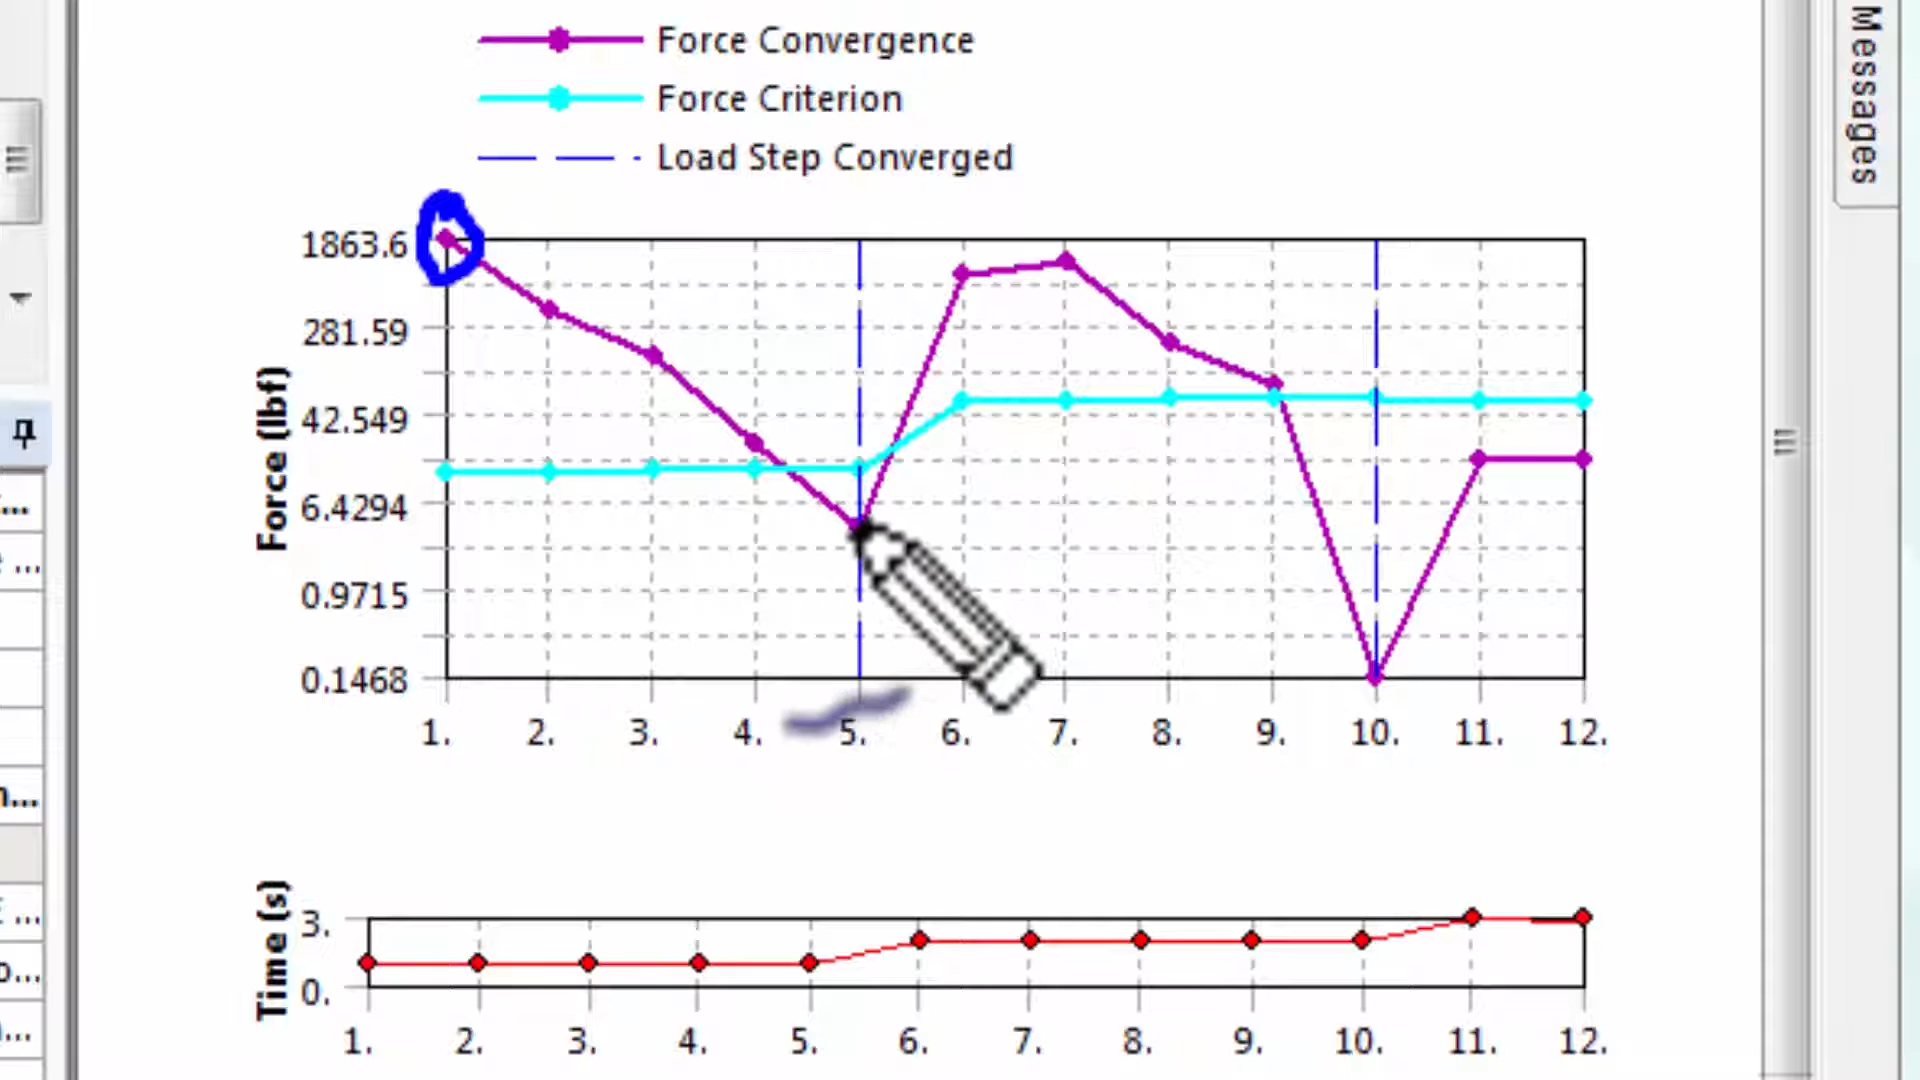 Messages
Force Convergence
Force Criterion
Load Step Converged
Force (lbf)
1863.6
281.59
42.549
6.4294
0.9715
0.1468
1. 2. 3. 4. 5. 6. 7. 8. 9. 10. 11. 12.
Time (s)
3.
0.
1. 2. 3. 4. 5. 6. 7. 8. 9. 10. 11. 12.